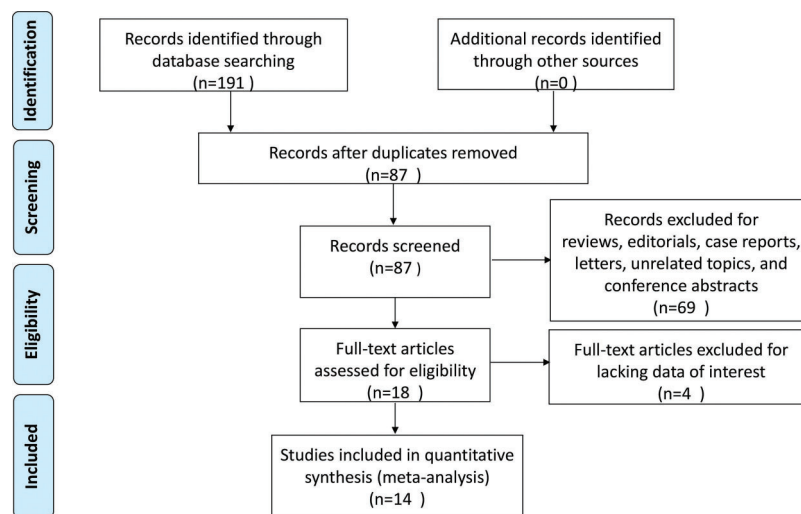 Identification
Records identified through
database searching
(n=191 )
Additional records identified
through other sources
(n=0 )
Screening
Records after duplicates removed
(n=87 )
Records screened
(n=87 )
Records excluded for
reviews, editorials, case reports,
letters, unrelated topics, and
conference abstracts
(n=69 )
Eligibility
Full-text articles
assessed for eligibility
(n=18 )
Full-text articles excluded for
lacking data of interest
(n=4 )
Included
Studies included in quantitative
synthesis (meta-analysis)
(n=14 )